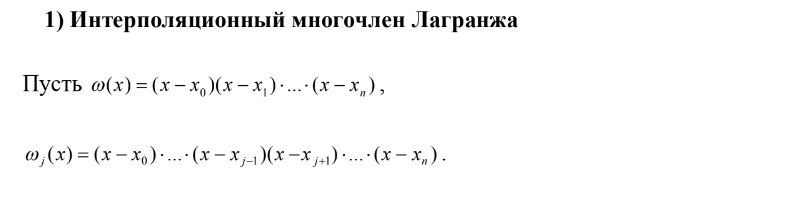 1) Интерполяционный многочлен Лагранжа
Пусть ω(x) = (x − x₀)(x − x₁)·...·(x − xₙ) ,
ωⱼ(x) = (x − x₀)·...·(x − xⱼ₋₁)(x − xⱼ₊₁)·...·(x − xₙ) .